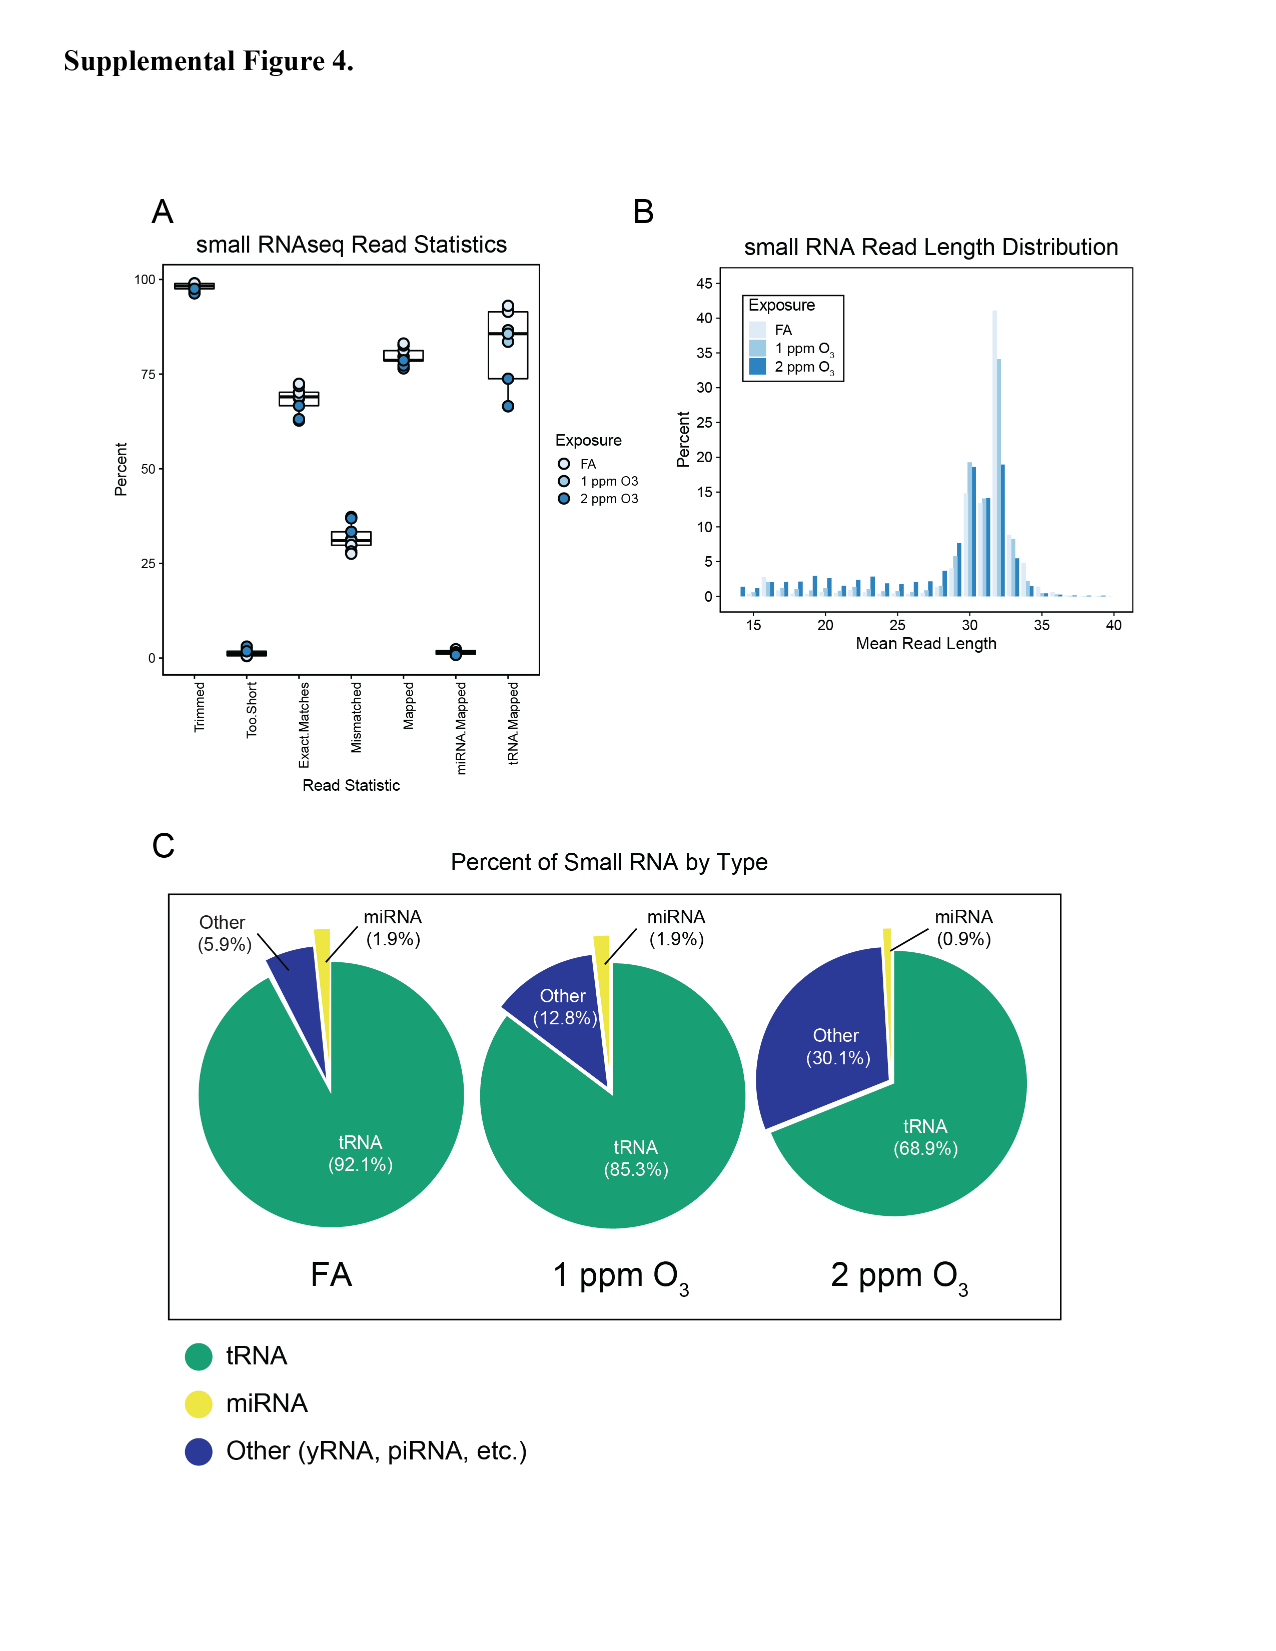 Supplemental Figure 4.
A
small RNAseq Read Statistics
100
75
50
25
0
Percent
Trimmed
Too.Short
Exact.Matches
Mismatched
Mapped
miRNA.Mapped
tRNA.Mapped
Read Statistic
Exposure
FA
1 ppm O3
2 ppm O3
B
small RNA Read Length Distribution
45
40
35
30
25
20
15
10
5
0
Percent
Exposure
FA
1 ppm O₃
2 ppm O₃
15 20 25 30 35 40
Mean Read Length
C
Percent of Small RNA by Type
Other
(5.9%)
miRNA
(1.9%)
tRNA
(92.1%)
FA
Other
(12.8%)
miRNA
(1.9%)
tRNA
(85.3%)
1 ppm O₃
Other
(30.1%)
miRNA
(0.9%)
tRNA
(68.9%)
2 ppm O₃
tRNA
miRNA
Other (yRNA, piRNA, etc.)